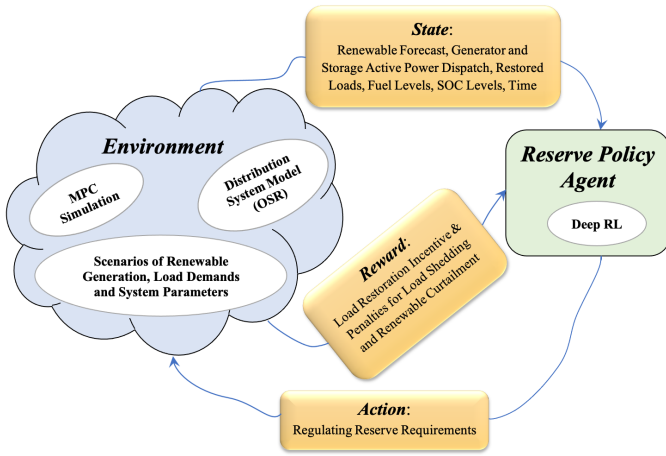 State:
Renewable Forecast, Generator and
Storage Active Power Dispatch, Restored
Loads, Fuel Levels, SOC Levels, Time
Environment
MPC
Simulation
Distribution
System Model
(OSR)
Scenarios of Renewable
Generation, Load Demands
and System Parameters
Reserve Policy
Agent
Deep RL
Reward:
Load Restoration Incentive &
Penalties for Load Shedding
and Renewable Curtailment
Action:
Regulating Reserve Requirements